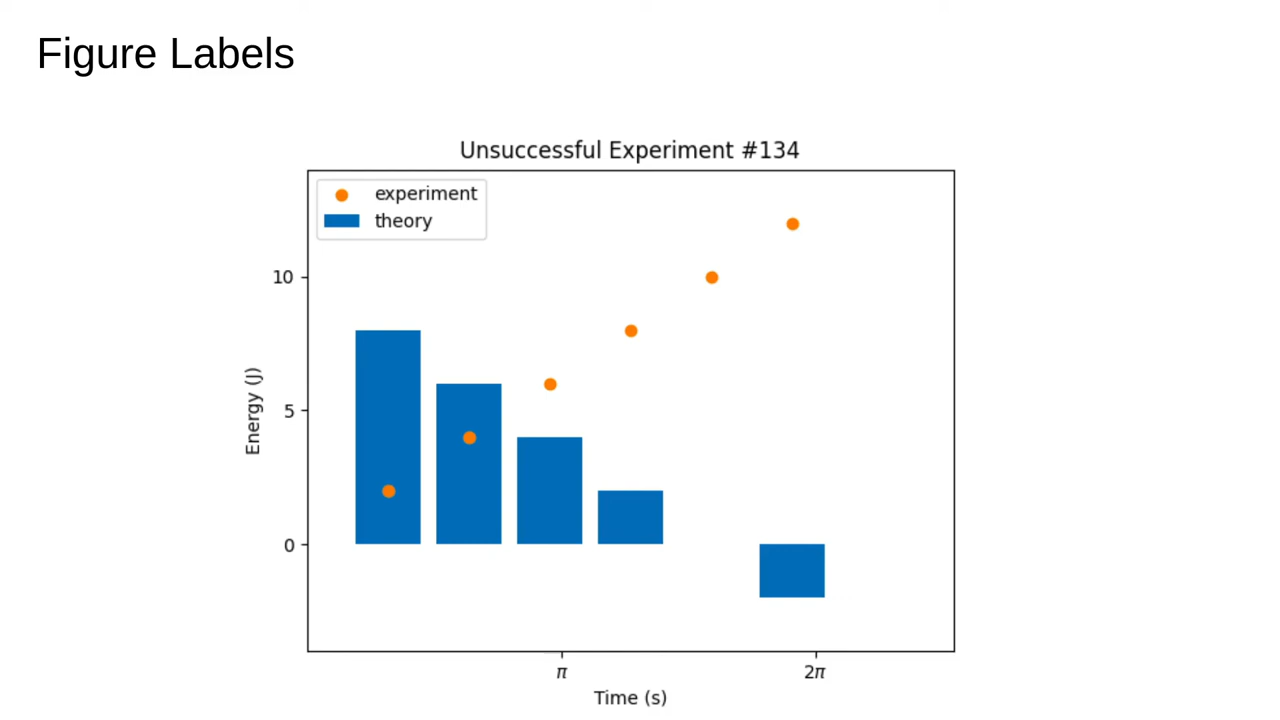 Figure Labels
Unsuccessful Experiment #134
experiment
theory
10
5
0
Energy (J)
π
2π
Time (s)